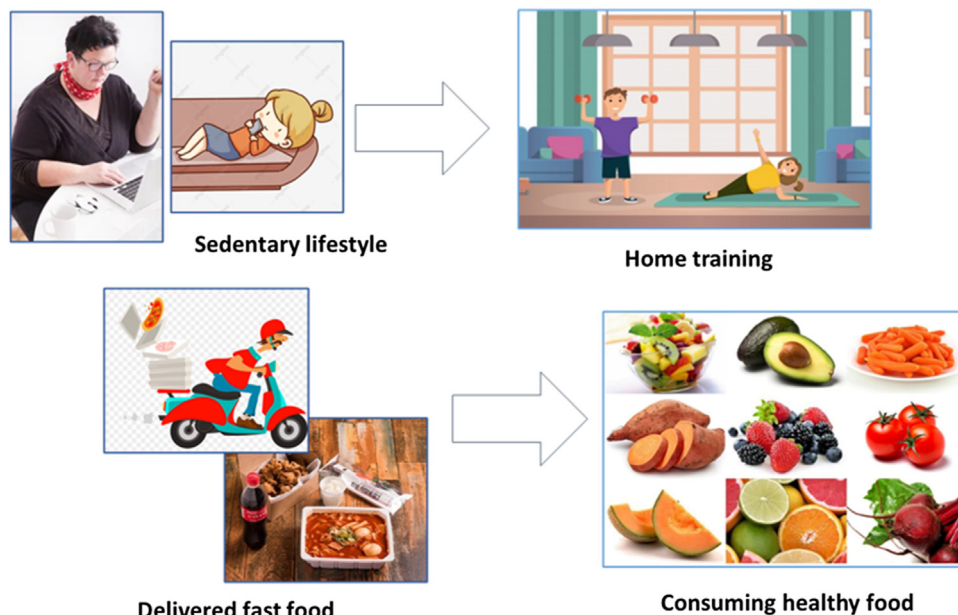 Sedentary lifestyle
Home training
Delivered fast food
Consuming healthy food